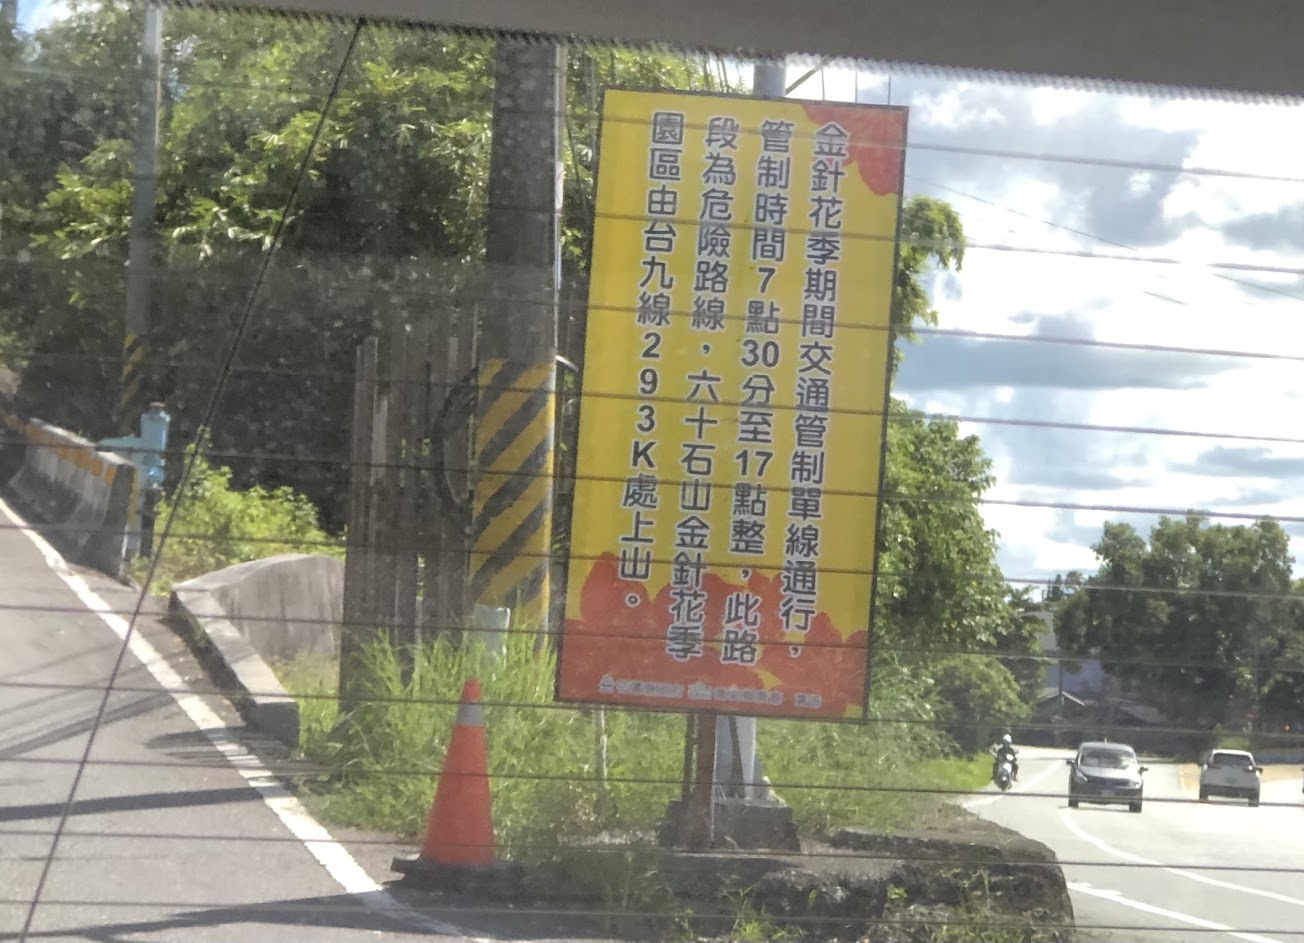 金針花季期間交通管制單線通行，
管制時間7點30分至17點整，此路
段為危險路線，六十石山金針花季
園區由台九線293K處上山。